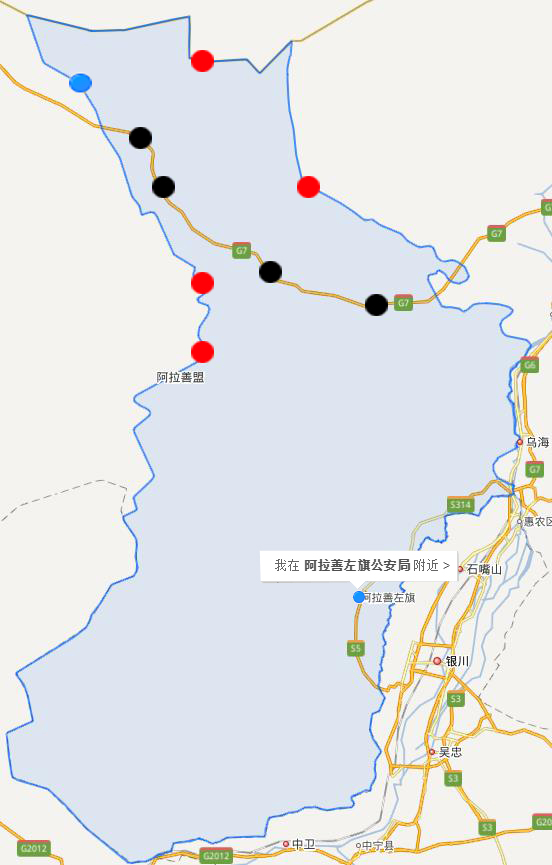 G7
G
G7
G7
阿拉善盟
G6
乌海
G7
S314
惠农区
我在 阿拉善左旗公安局 附近 >
石嘴山
阿拉善左旗
S5
银川
S3
吴忠
S3
S3
G20
G2012
G2012
中卫
中宁县